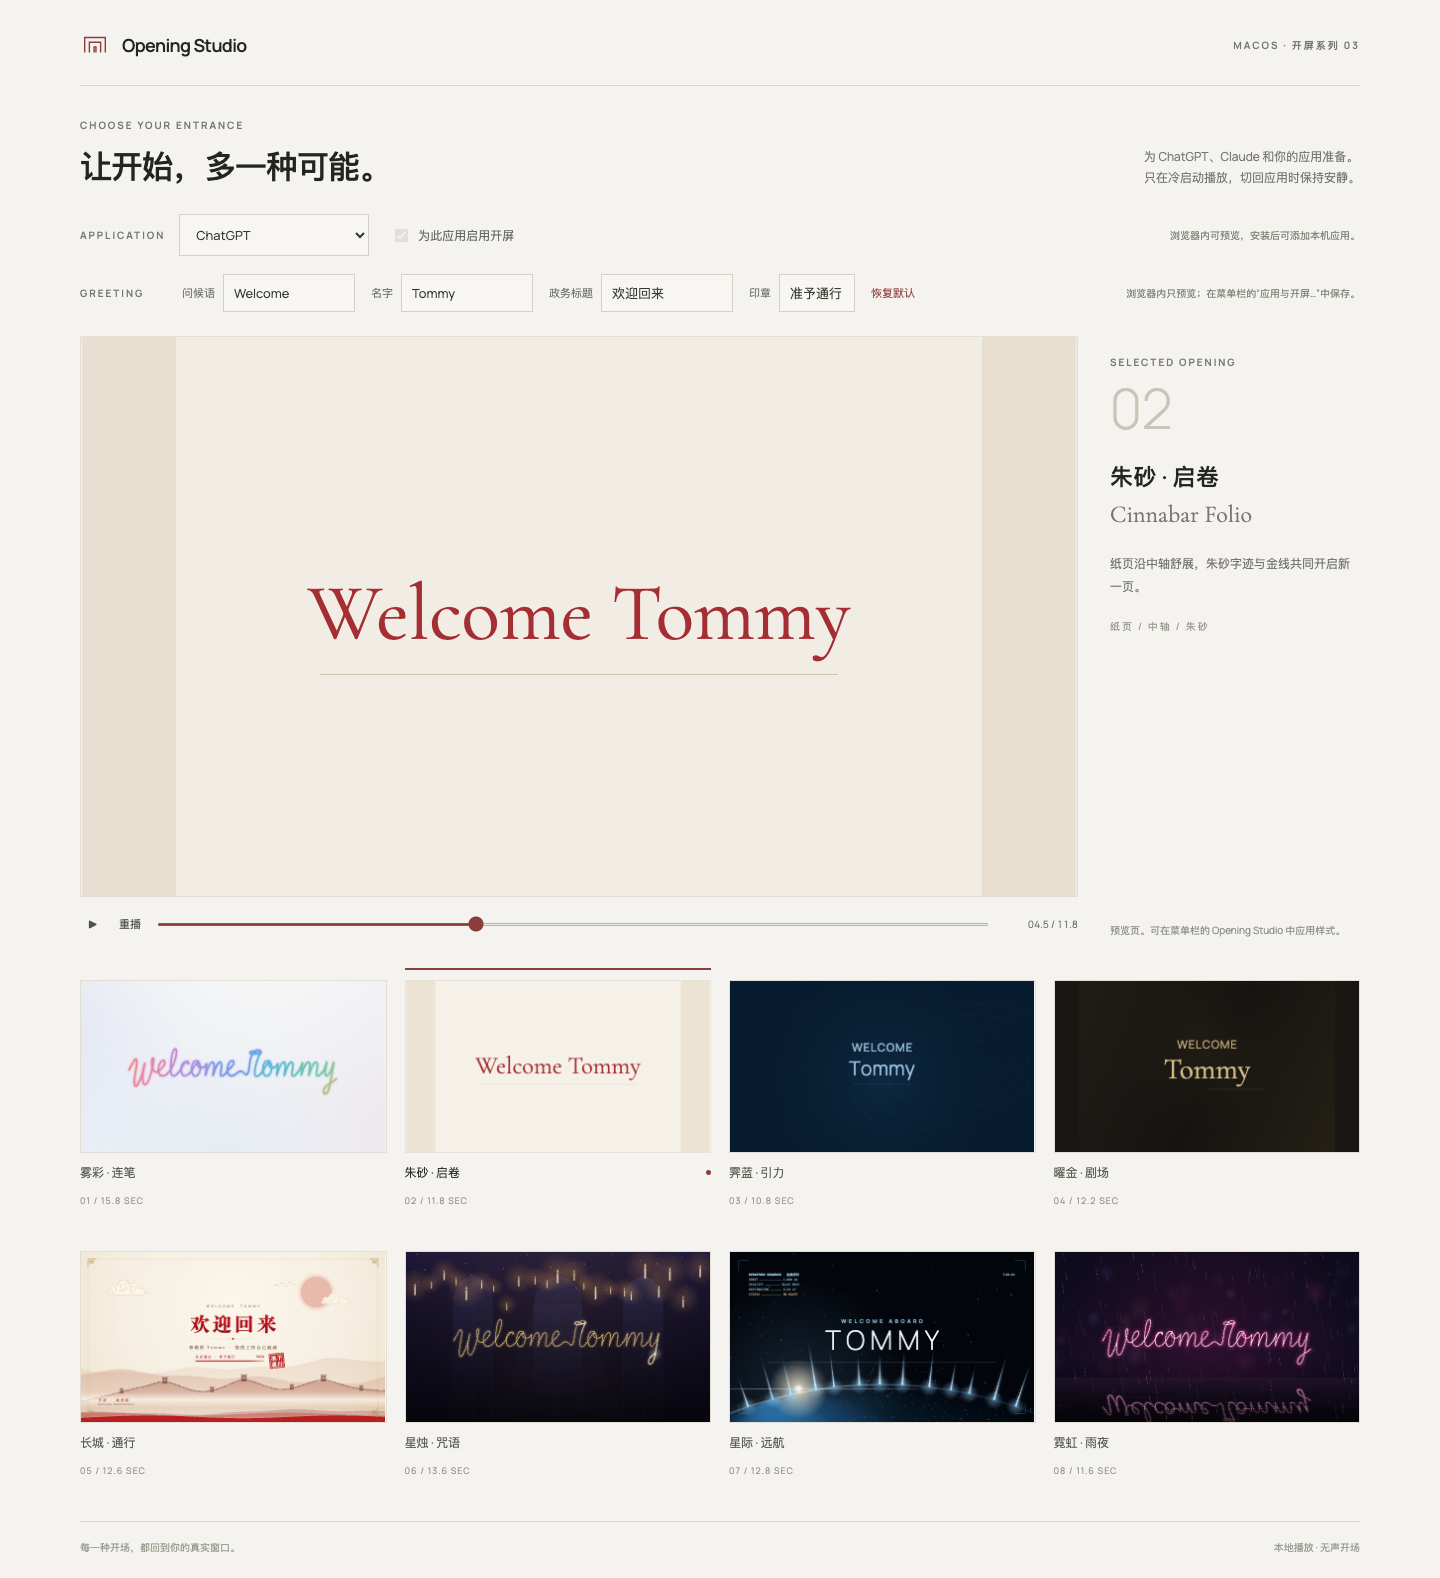 Opening Studio
MACOS · 开屏系列 03
CHOOSE YOUR ENTRANCE
让开始，多一种可能。
为 ChatGPT、Claude 和你的应用准备。
只在冷启动播放，切回应用时保持安静。
APPLICATION
ChatGPT
为此应用启用开屏
浏览器内可预览，安装后可添加本机应用。
GREETING
问候语
Welcome
名字
Tommy
政务标题
欢迎回来
印章
准予通行
恢复默认
浏览器内只预览；在菜单栏的“应用与开屏…”中保存。
Welcome Tommy
SELECTED OPENING
02
朱砂 · 启卷
Cinnabar Folio
纸页沿中轴舒展，朱砂字迹与金线共同开启新
一页。
纸页 / 中轴 / 朱砂
重播
04.5 / 11.8
预览页。可在菜单栏的 Opening Studio 中应用样式。
Welcome Tommy
Welcome Tommy
WELCOME
Tommy
WELCOME
Tommy
雾彩 · 连笔
朱砂 · 启卷
霁蓝 · 引力
曜金 · 剧场
01 / 15.8 SEC
02 / 11.8 SEC
03 / 10.8 SEC
04 / 12.2 SEC
WELCOME TOMMY
欢迎回来
Welcome Tommy
WELCOME ABOARD
TOMMY
Welcome Tommy
长城 · 通行
星烛 · 咒语
星际 · 远航
霓虹 · 雨夜
05 / 12.6 SEC
06 / 13.6 SEC
07 / 12.8 SEC
08 / 11.6 SEC
每一种开场，都回到你的真实窗口。
本地播放 · 无声开场